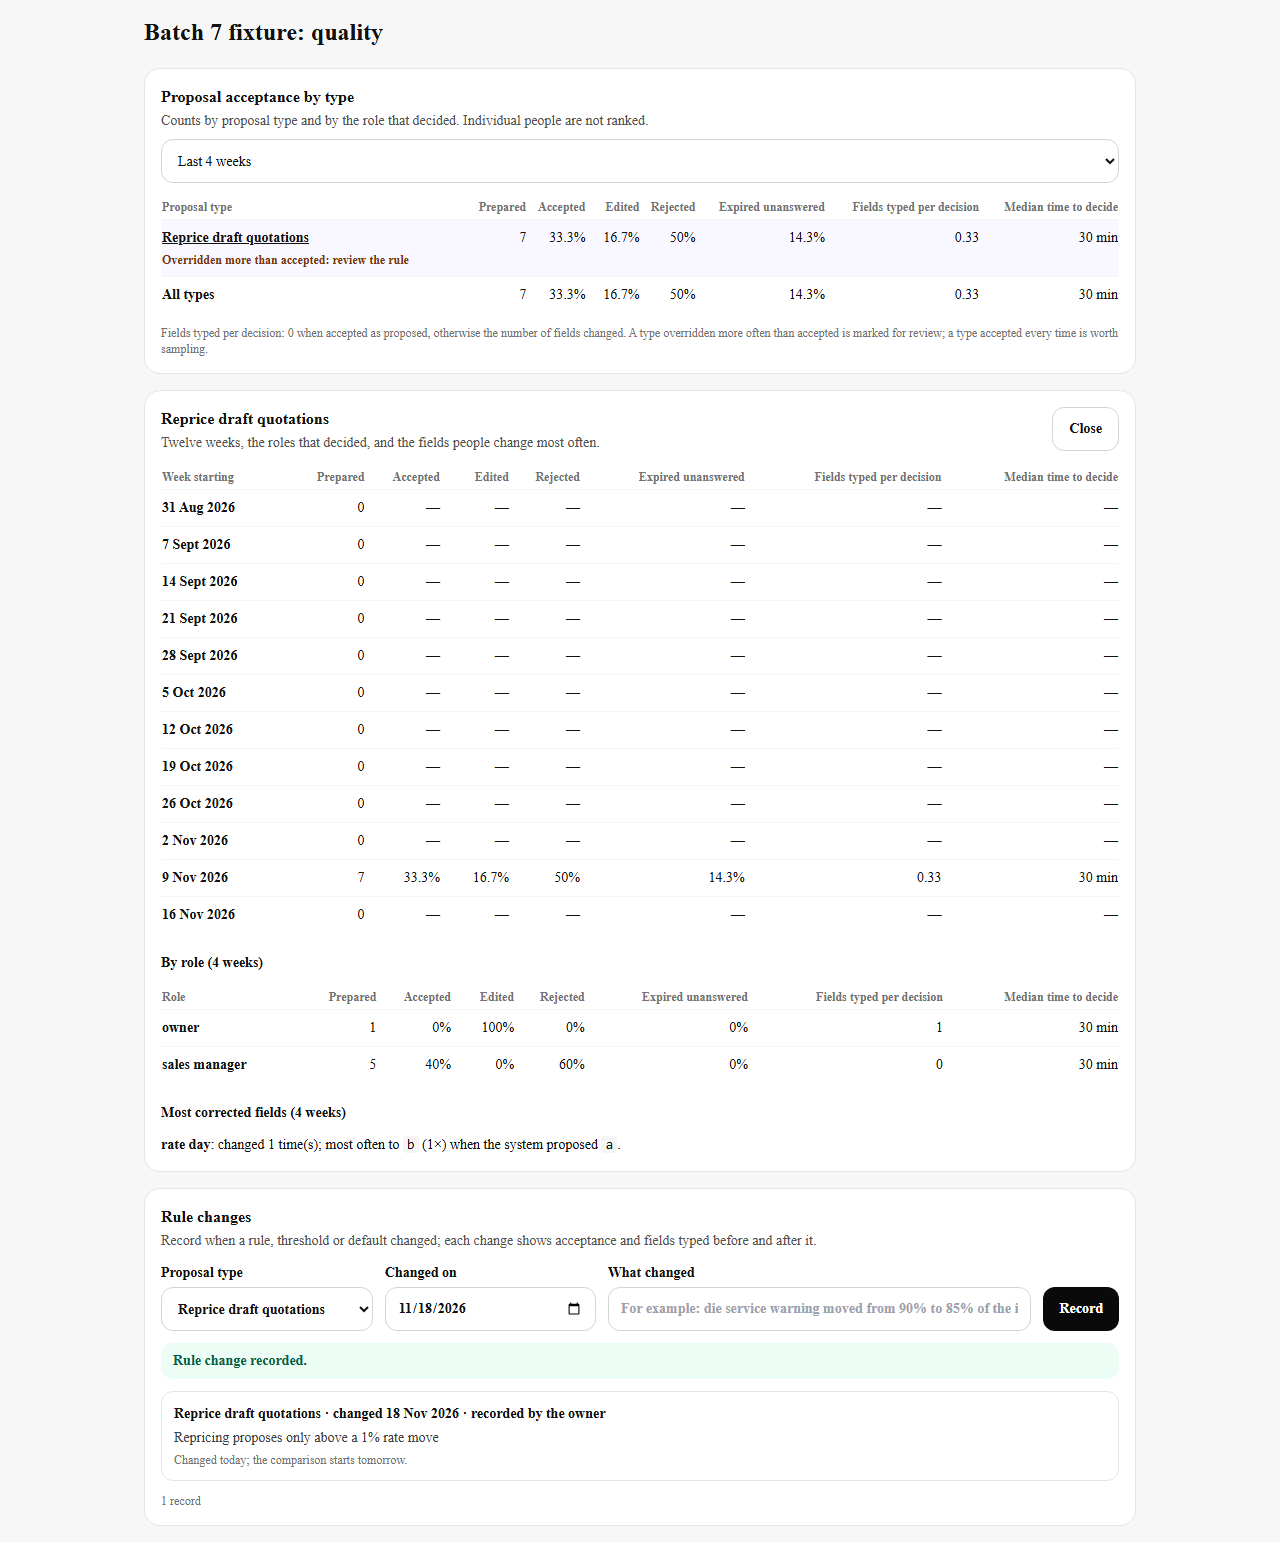 Batch 7 fixture: quality
Proposal acceptance by type
Counts by proposal type and by the role that decided. Individual people are not ranked.
Last 4 weeks
Proposal type Prepared Accepted Edited Rejected Expired unanswered Fields typed per decision Median time to decide
Reprice draft quotations 7 33.3% 16.7% 50% 14.3% 0.33 30 min
Overridden more than accepted: review the rule
All types 7 33.3% 16.7% 50% 14.3% 0.33 30 min
Fields typed per decision: 0 when accepted as proposed, otherwise the number of fields changed. A type overridden more often than accepted is marked for review; a type accepted every time is worth
sampling.
Reprice draft quotations
Close
Twelve weeks, the roles that decided, and the fields people change most often.
Week starting Prepared Accepted Edited Rejected Expired unanswered Fields typed per decision Median time to decide
31 Aug 2026 0 — — — — — —
7 Sept 2026 0 — — — — — —
14 Sept 2026 0 — — — — — —
21 Sept 2026 0 — — — — — —
28 Sept 2026 0 — — — — — —
5 Oct 2026 0 — — — — — —
12 Oct 2026 0 — — — — — —
19 Oct 2026 0 — — — — — —
26 Oct 2026 0 — — — — — —
2 Nov 2026 0 — — — — — —
9 Nov 2026 7 33.3% 16.7% 50% 14.3% 0.33 30 min
16 Nov 2026 0 — — — — — —
By role (4 weeks)
Role Prepared Accepted Edited Rejected Expired unanswered Fields typed per decision Median time to decide
owner 1 0% 100% 0% 0% 1 30 min
sales manager 5 40% 0% 60% 0% 0 30 min
Most corrected fields (4 weeks)
rate day: changed 1 time(s); most often to b (1×) when the system proposed a .
Rule changes
Record when a rule, threshold or default changed; each change shows acceptance and fields typed before and after it.
Proposal type Changed on What changed
Reprice draft quotations 11/18/2026 For example: die service warning moved from 90% to 85% of the i Record
Rule change recorded.
Reprice draft quotations · changed 18 Nov 2026 · recorded by the owner
Repricing proposes only above a 1% rate move
Changed today; the comparison starts tomorrow.
1 record